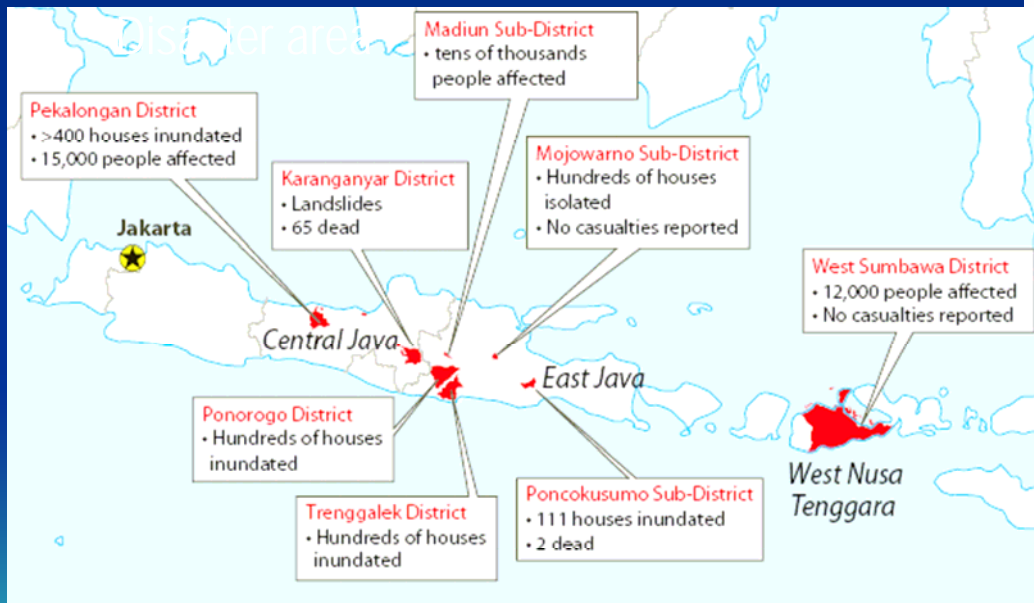 Disaster area
Madiun Sub-District
• tens of thousands
people affected
Pekalongan District
• >400 houses inundated
• 15,000 people affected
Karanganyar District
• Landslides
• 65 dead
Mojowarno Sub-District
• Hundreds of houses
isolated
• No casualties reported
Jakarta
West Sumbawa District
• 12,000 people affected
• No casualties reported
Central Java
East Java
Ponorogo District
• Hundreds of houses
inundated
West Nusa
Tenggara
Trenggalek District
• Hundreds of houses
inundated
Poncokusumo Sub-District
• 111 houses inundated
• 2 dead